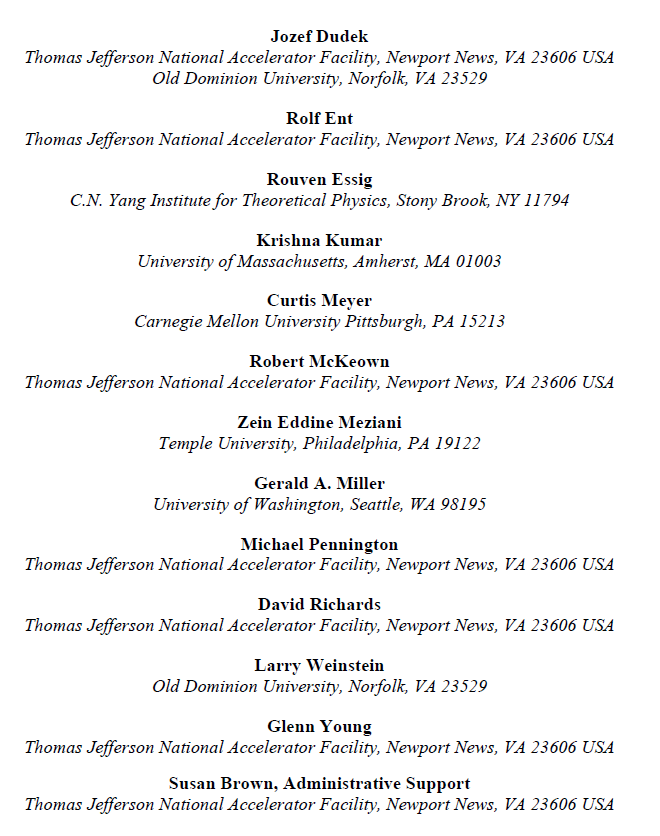 Jozef Dudek
Thomas Jefferson National Accelerator Facility, Newport News, VA 23606 USA
Old Dominion University, Norfolk, VA 23529
Rolf Ent
Thomas Jefferson National Accelerator Facility, Newport News, VA 23606 USA
Rouven Essig
C.N. Yang Institute for Theoretical Physics, Stony Brook, NY 11794
Krishna Kumar
University of Massachusetts, Amherst, MA 01003
Curtis Meyer
Carnegie Mellon University Pittsburgh, PA 15213
Robert McKeown
Thomas Jefferson National Accelerator Facility, Newport News, VA 23606 USA
Zein Eddine Meziani
Temple University, Philadelphia, PA 19122
Gerald A. Miller
University of Washington, Seattle, WA 98195
Michael Pennington
Thomas Jefferson National Accelerator Facility, Newport News, VA 23606 USA
David Richards
Thomas Jefferson National Accelerator Facility, Newport News, VA 23606 USA
Larry Weinstein
Old Dominion University, Norfolk, VA 23529
Glenn Young
Thomas Jefferson National Accelerator Facility, Newport News, VA 23606 USA
Susan Brown, Administrative Support
Thomas Jefferson National Accelerator Facility, Newport News, VA 23606 USA